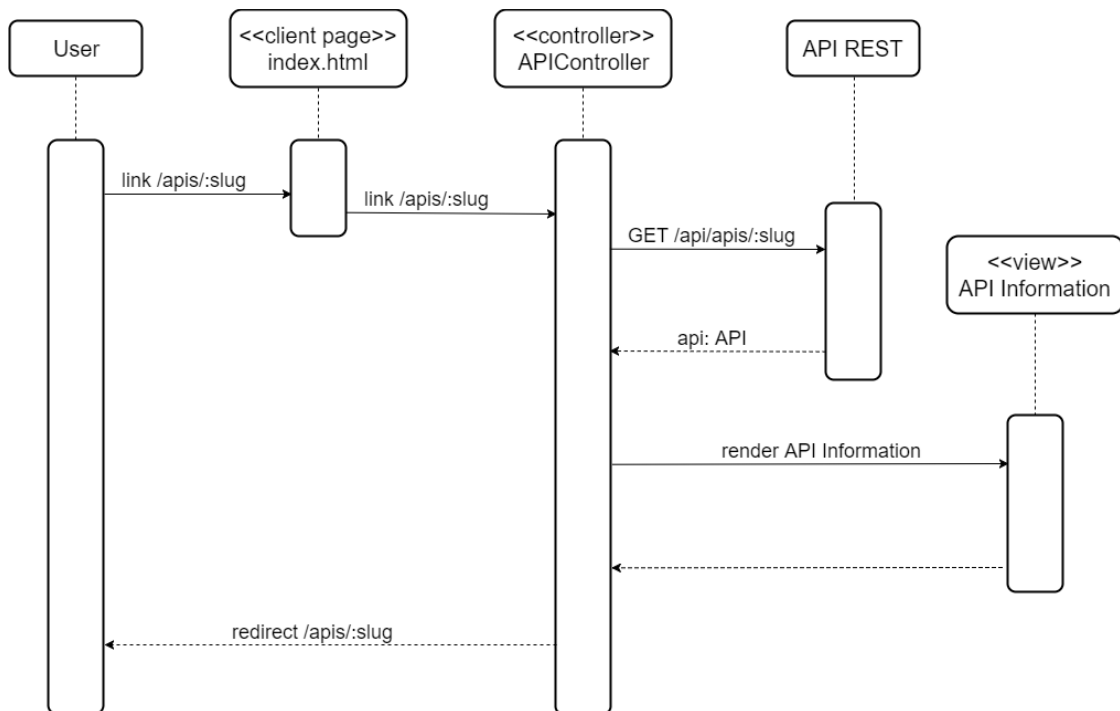 User
<<client page>>
index.html
<<controller>>
APIController
API REST
link /apis/:slug
link /apis/:slug
GET /api/apis/:slug
<<view>>
API Information
api: API
render API Information
redirect /apis/:slug